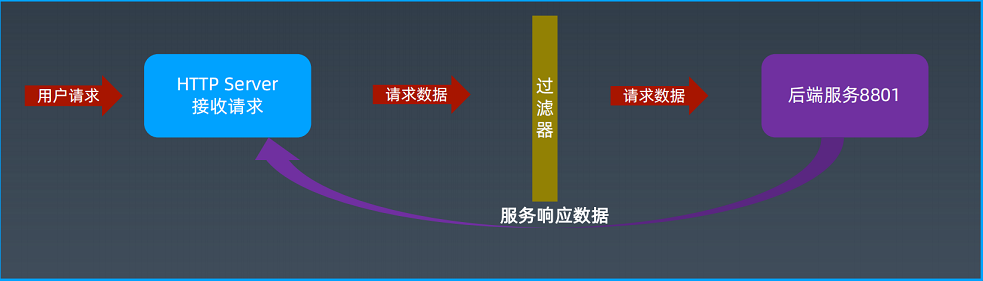 用户请求
HTTP Server
接收请求
请求数据
过
滤
器
请求数据
后端服务8801
服务响应数据